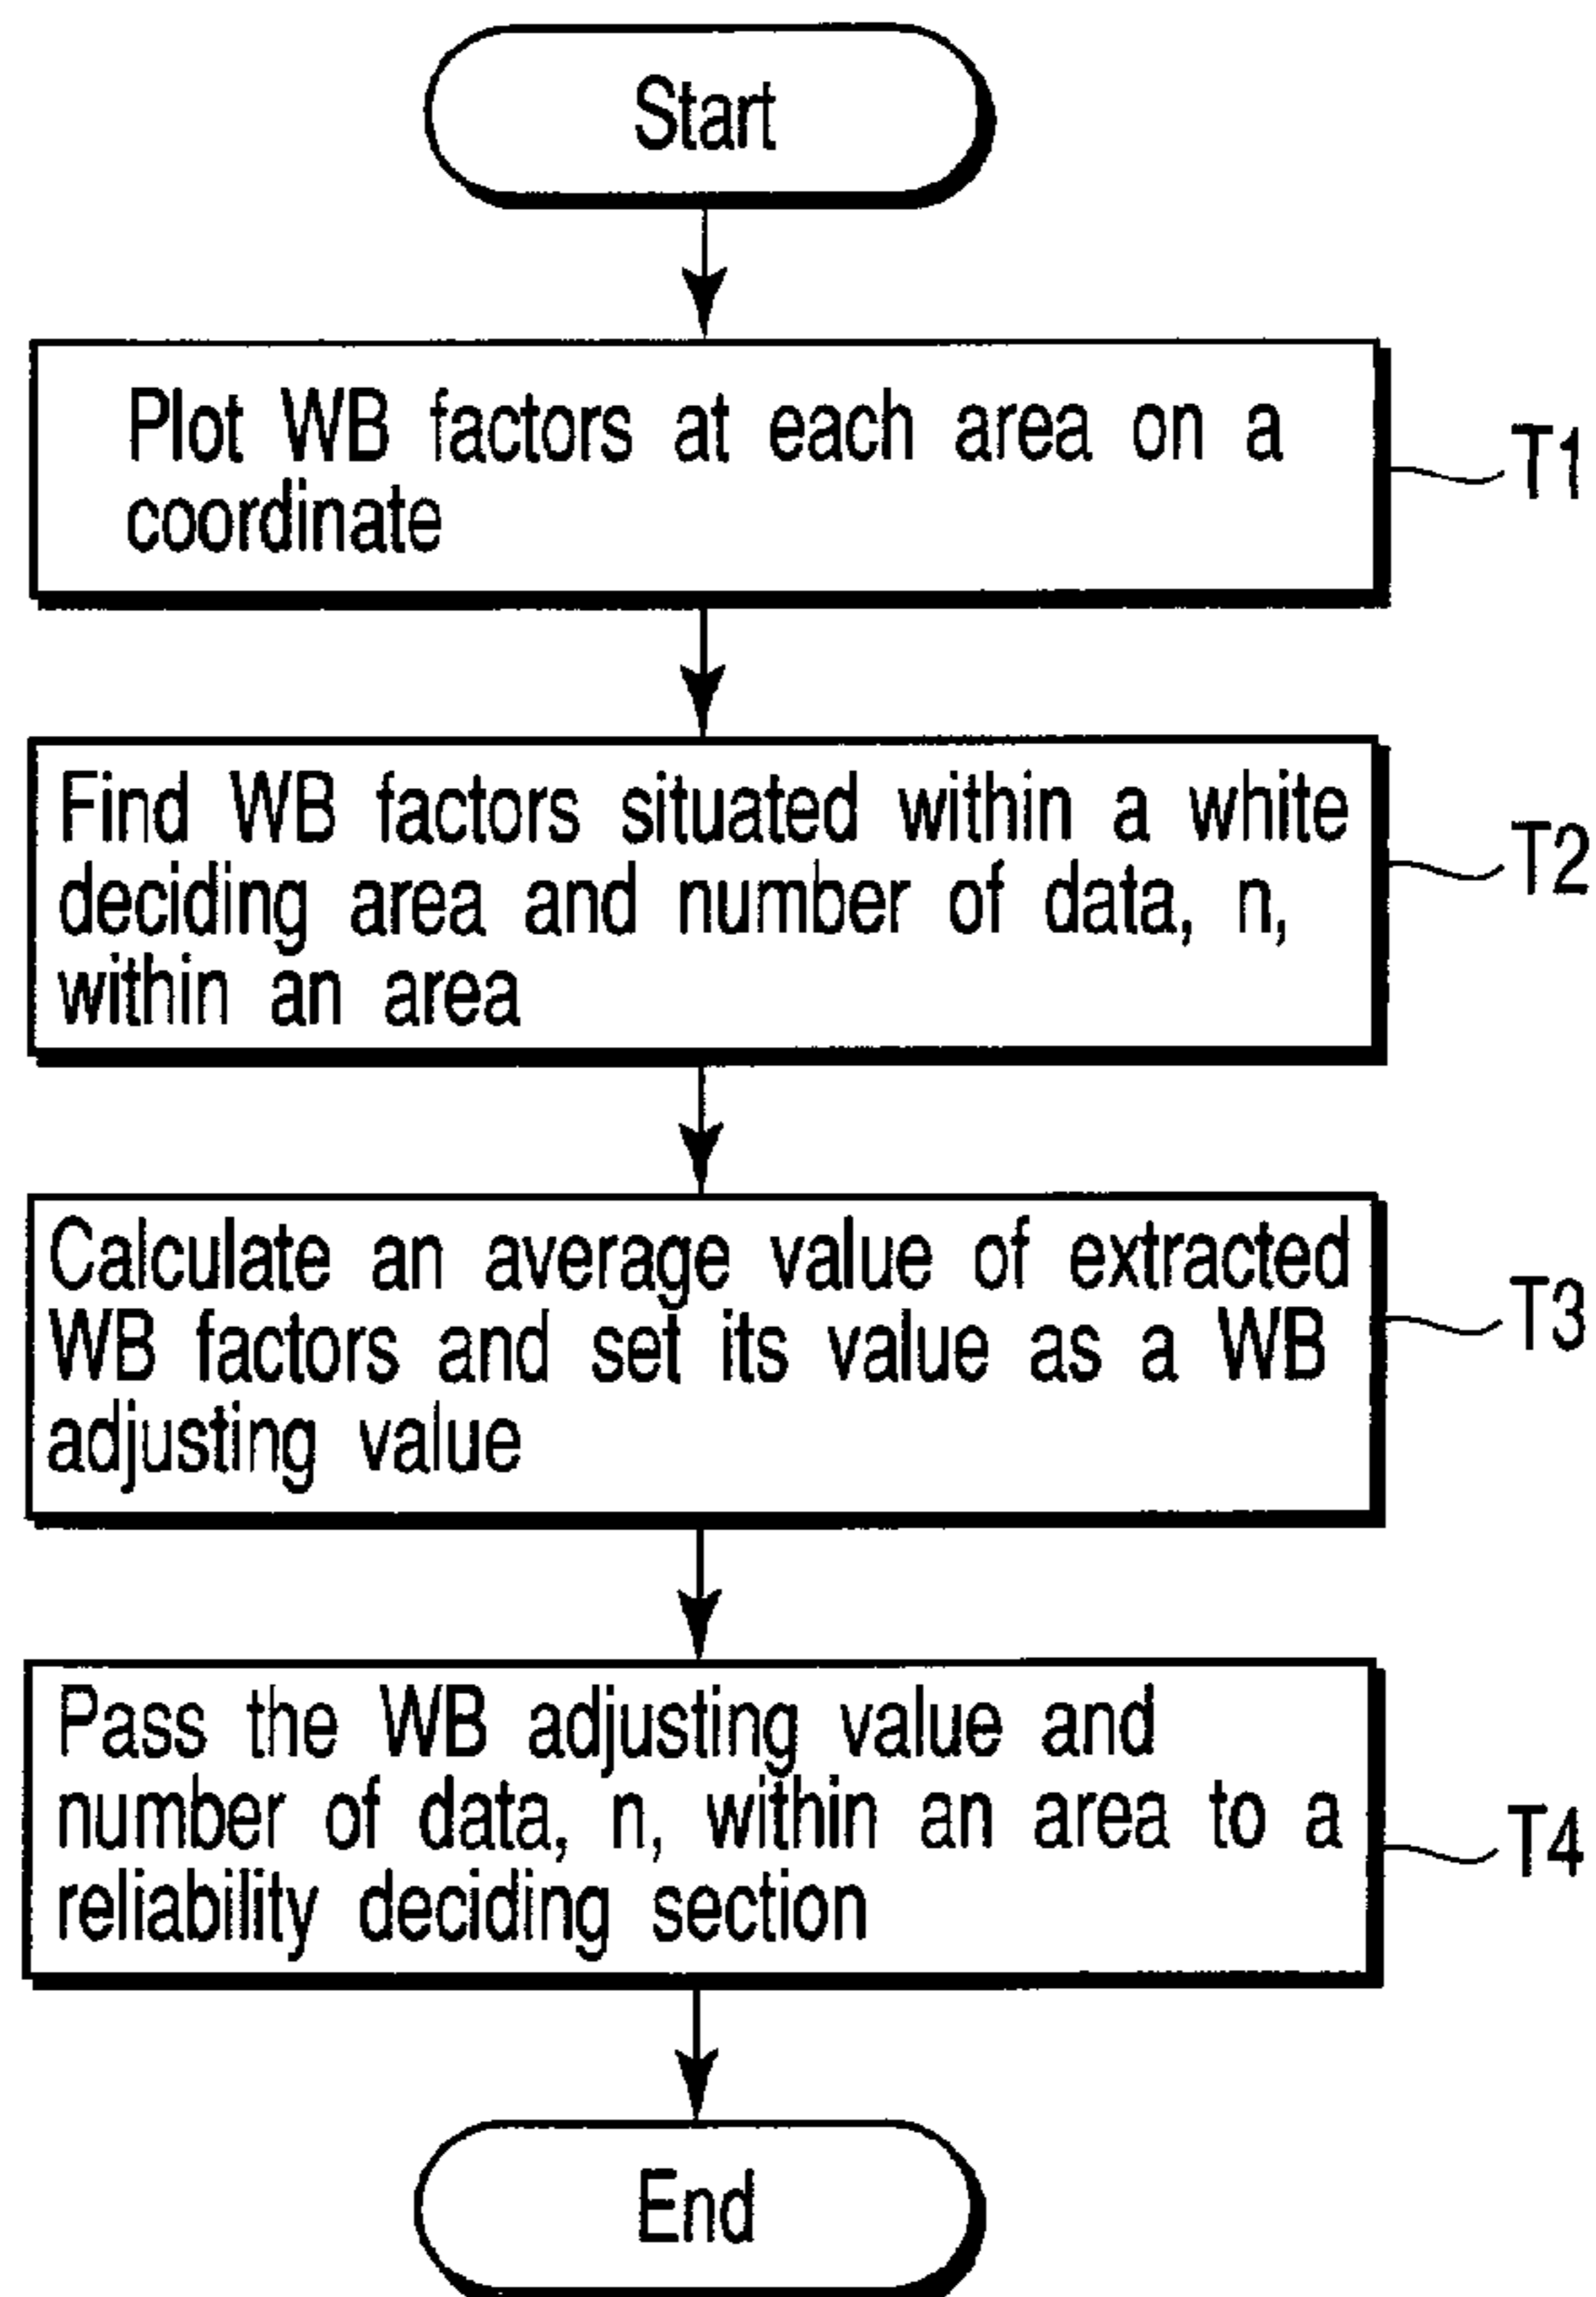 Start
Plot WB factors at each area on a
coordinate
T1
Find WB factors situated within a white
deciding area and number of data, n,
within an area
T2
Calculate an average value of extracted
WB factors and set its value as a WB
adjusting value
T3
Pass the WB adjusting value and
number of data, n, within an area to a
reliability deciding section
T4
End